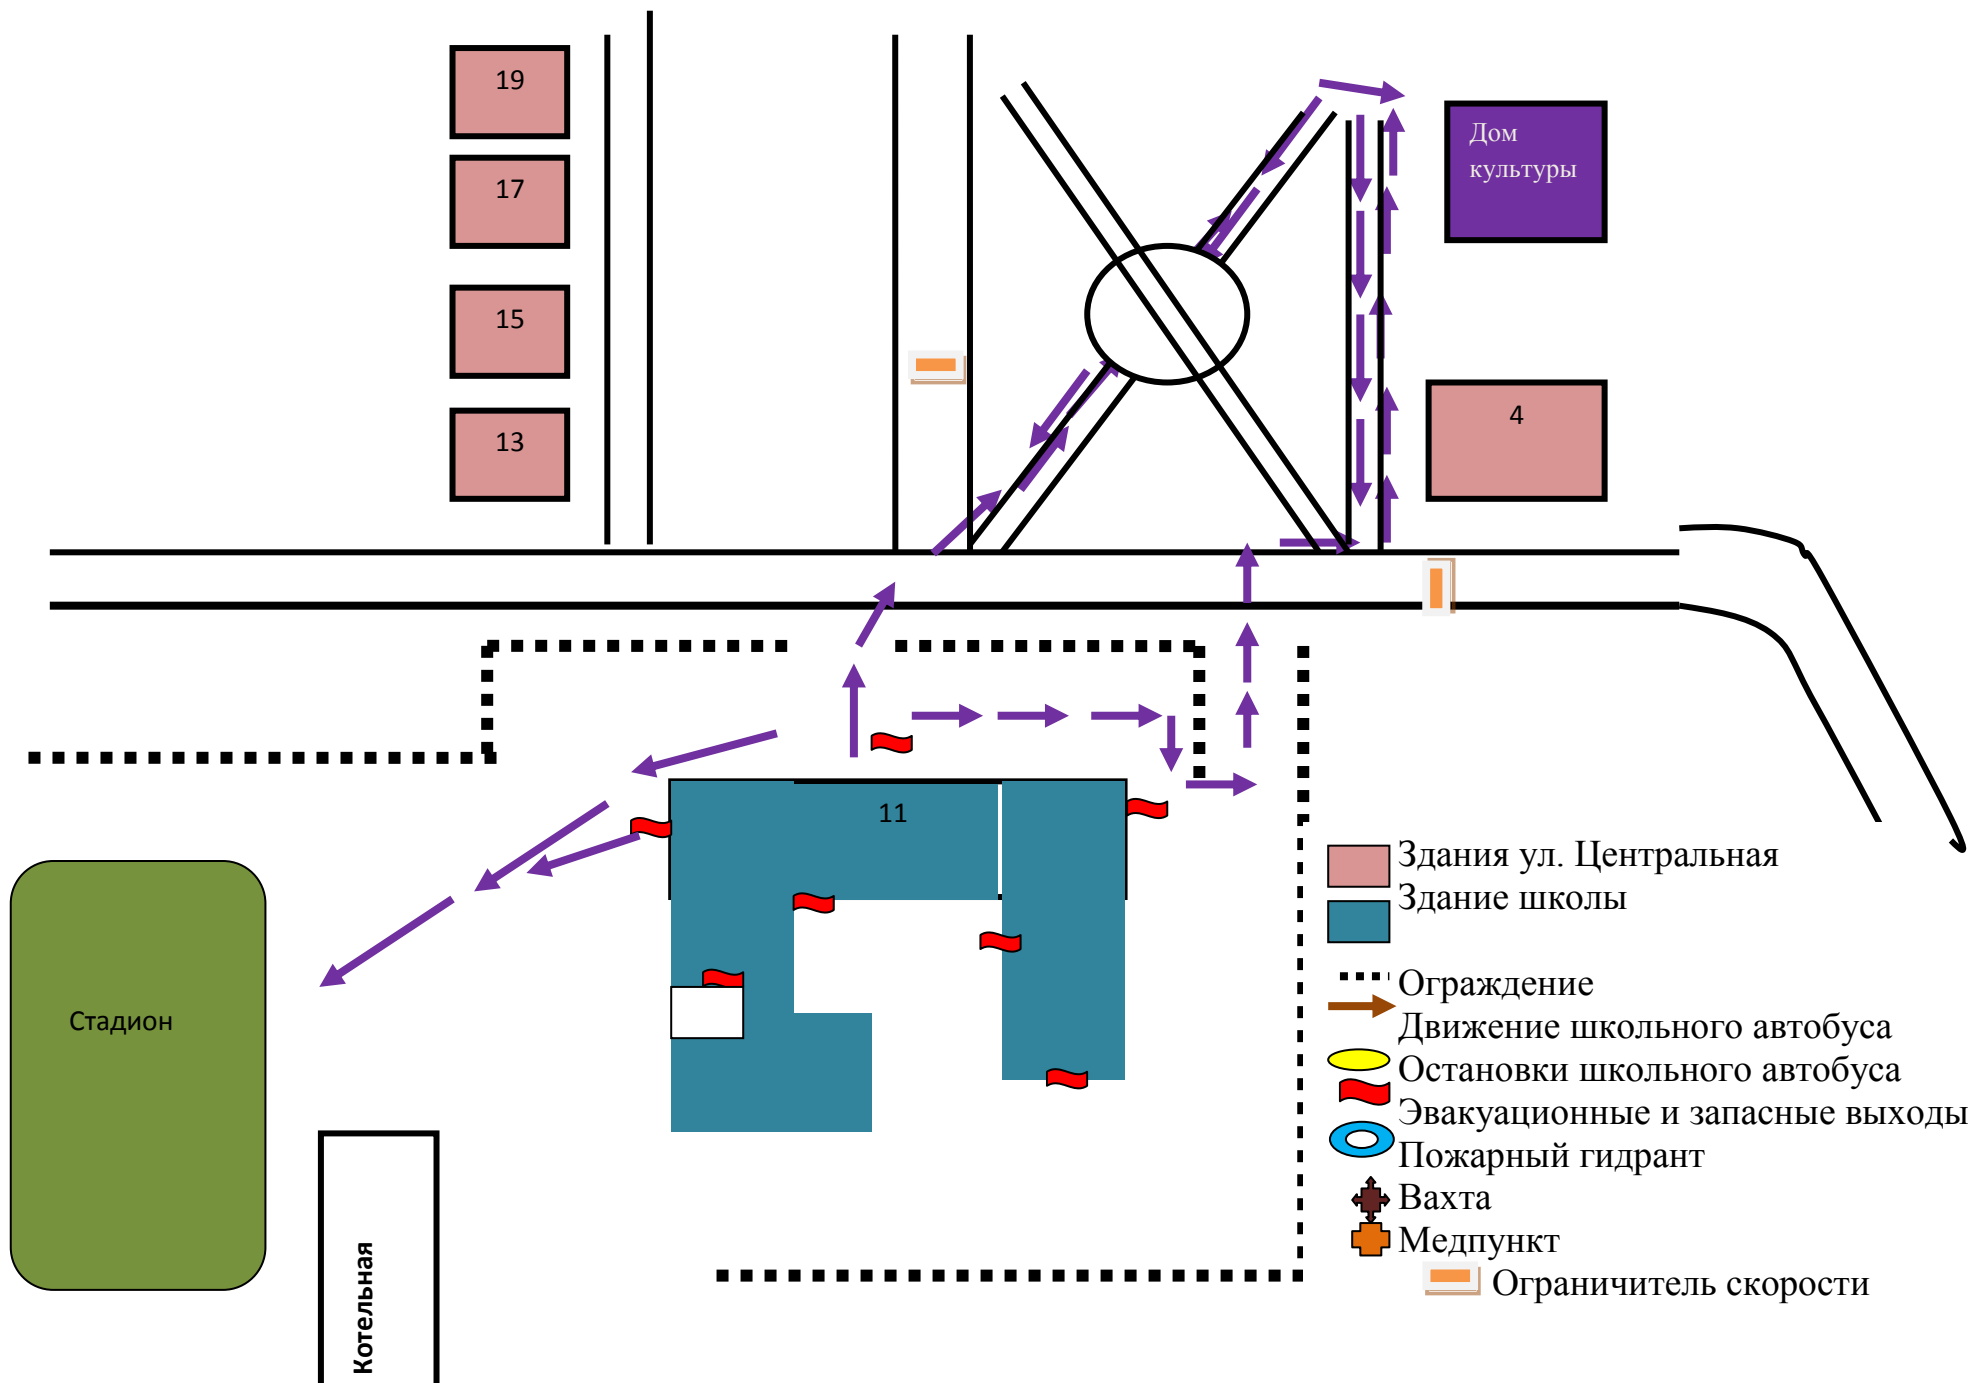 19
Дом
культуры
17
15
4
13
11
Здания ул. Центральная
Здание школы
Ограждение
Стадион
Движение школьного автобуса
Остановки школьного автобуса
Эвакуационные и запасные выходы
Пожарный гидрант
Вахта
Медпункт
Ограничитель скорости
Котельная